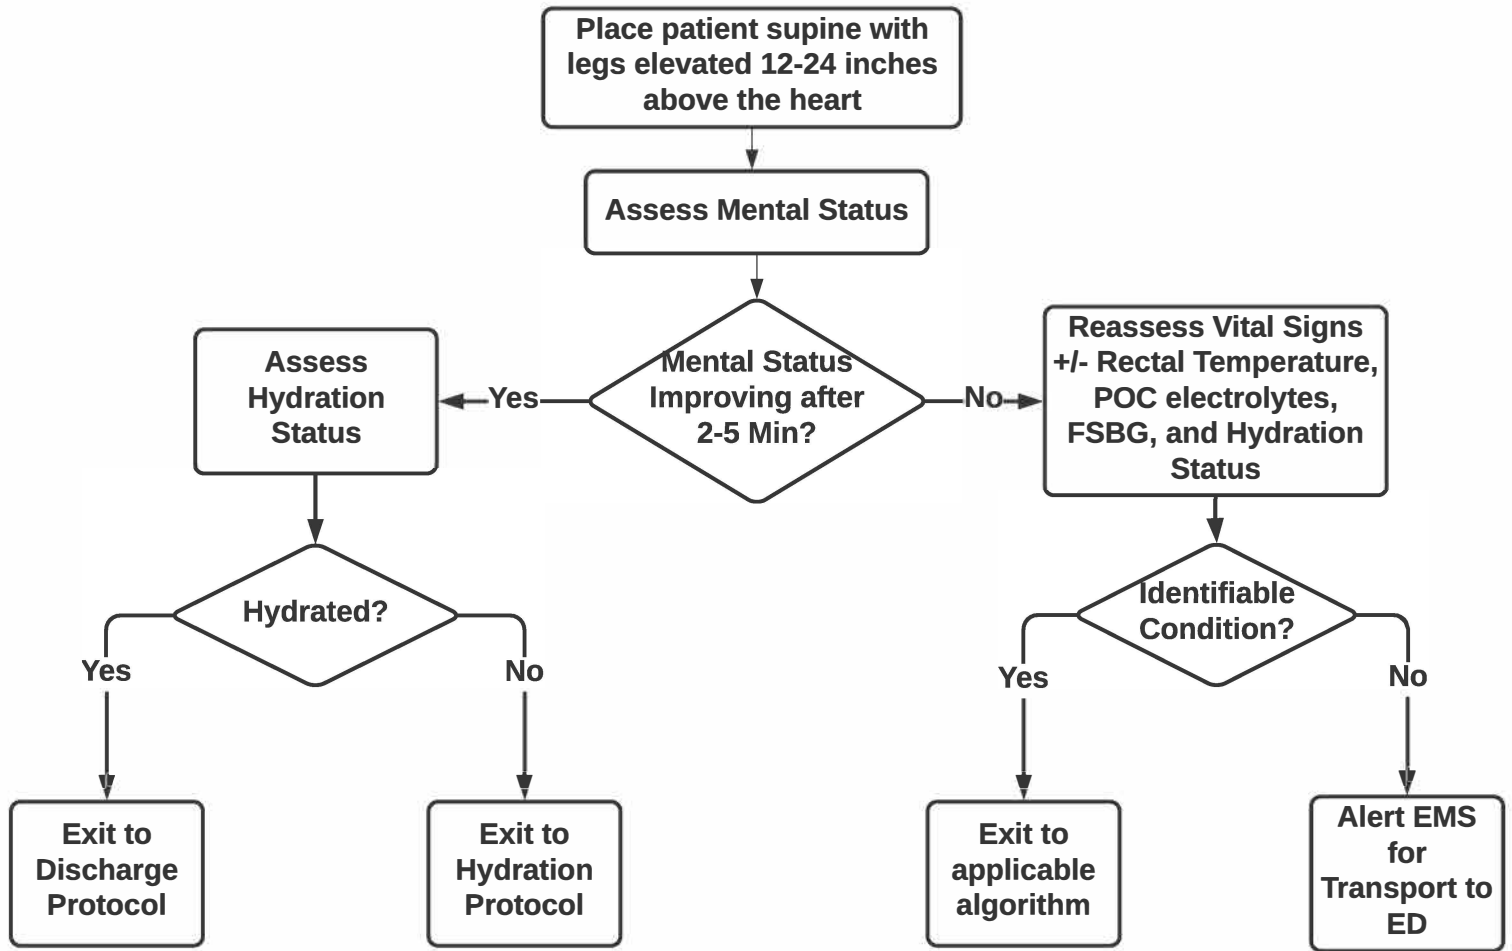 Place patient supine with
legs elevated 12-24 inches
above the heart
Assess Mental Status
Mental Status
Improving after
2-5 Min?
Yes
No
Assess
Hydration
Status
Reassess Vital Signs
+/- Rectal Temperature,
POC electrolytes,
FSBG, and Hydration
Status
Hydrated?
Yes
No
Identifiable
Condition?
Yes
No
Exit to
Discharge
Protocol
Exit to
Hydration
Protocol
Exit to
applicable
algorithm
Alert EMS
for
Transport to
ED